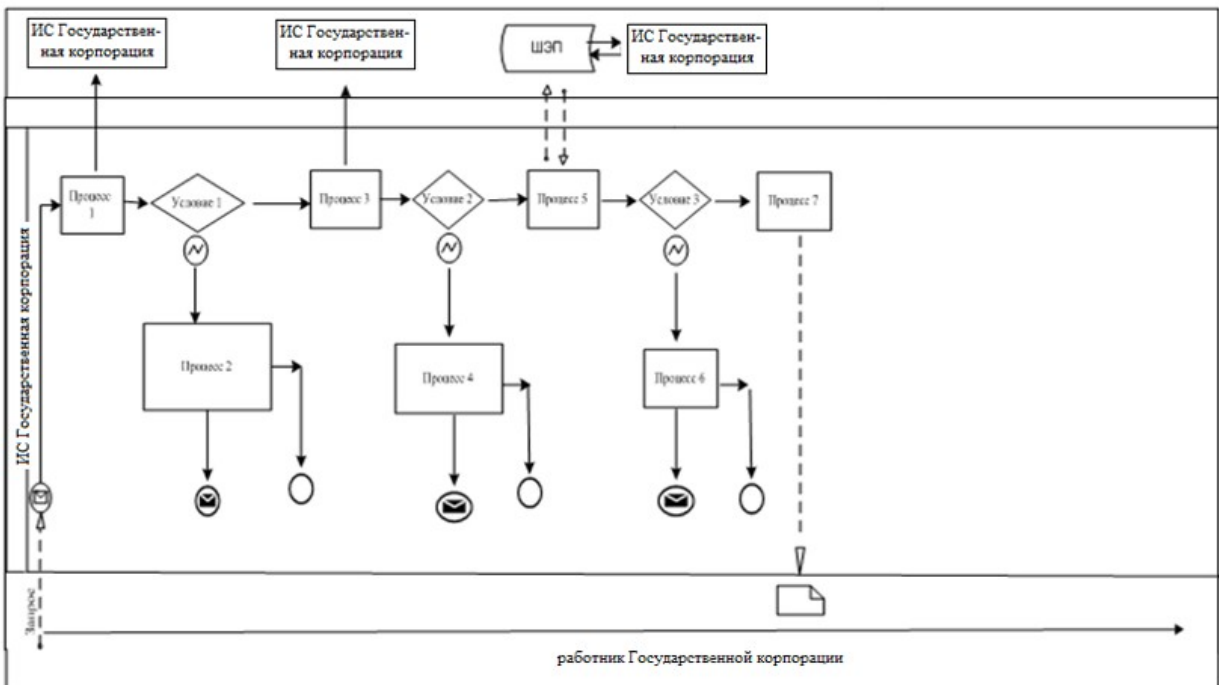 ИС Государствен-
ная корпорация
ИС Государствен-
ная корпорация
ШЭП
ИС Государствен-
ная корпорация
ИС Государственная корпорация
Процесс
1
Условие 1
Процесс 3
Условие 2
Процесс 5
Условие 3
Процесс 7
Процесс 2
Процесс 4
Процесс 6
Запрос
работник Государственной корпорации